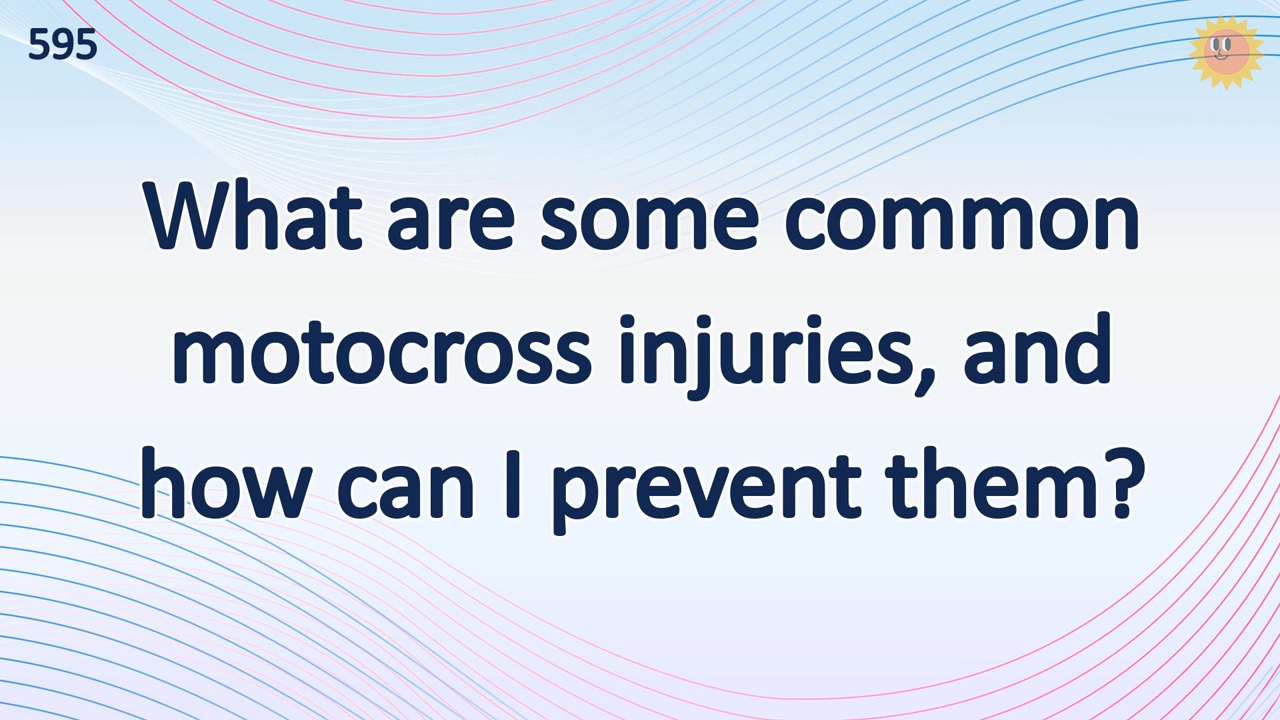 595
What are some common
motocross injuries, and
how can I prevent them?